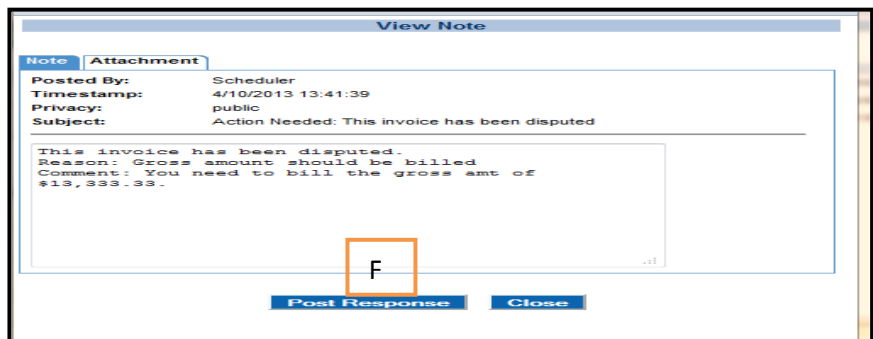 View Note
Note Attachment
Posted By: Scheduler
Timestamp: 4/10/2013 13:41:39
Privacy: public
Subject: Action Needed: This invoice has been disputed
This invoice has been disputed.
Reason: Gross amount should be billed
Comment: You need to bill the gross amt of
$13,333.33.
F
Post Response Close